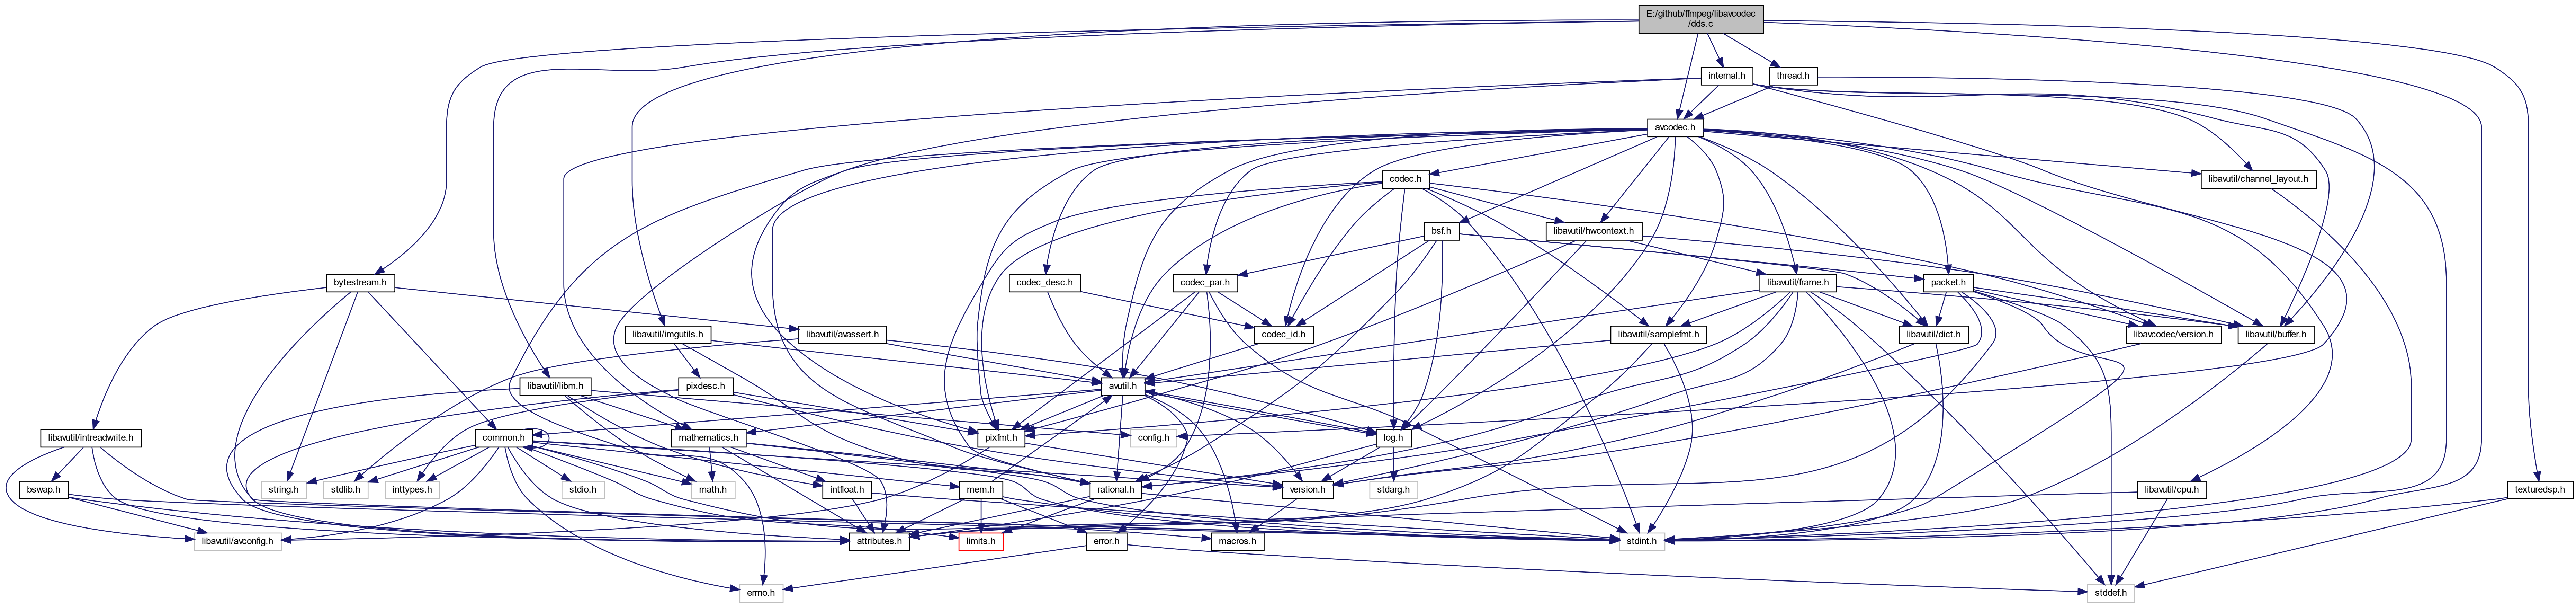 E:/github/ffmpeg/libavcodec
/dds.c
internal.h
thread.h
avcodec.h
codec.h
libavutil/channel_layout.h
bsf.h
libavutil/hwcontext.h
bytestream.h
codec_desc.h
codec_par.h
libavutil/frame.h
packet.h
libavutil/imgutils.h
libavutil/avassert.h
codec_id.h
libavutil/samplefmt.h
libavutil/dict.h
libavcodec/version.h
libavutil/buffer.h
libavutil/libm.h
pixdesc.h
avutil.h
libavutil/intreadwrite.h
common.h
mathematics.h
pixfmt.h
config.h
log.h
bswap.h
string.h
stdlib.h
inttypes.h
stdio.h
math.h
intfloat.h
mem.h
rational.h
version.h
stdarg.h
libavutil/cpu.h
texturedsp.h
libavutil/avconfig.h
attributes.h
limits.h
error.h
macros.h
stdint.h
errno.h
stddef.h